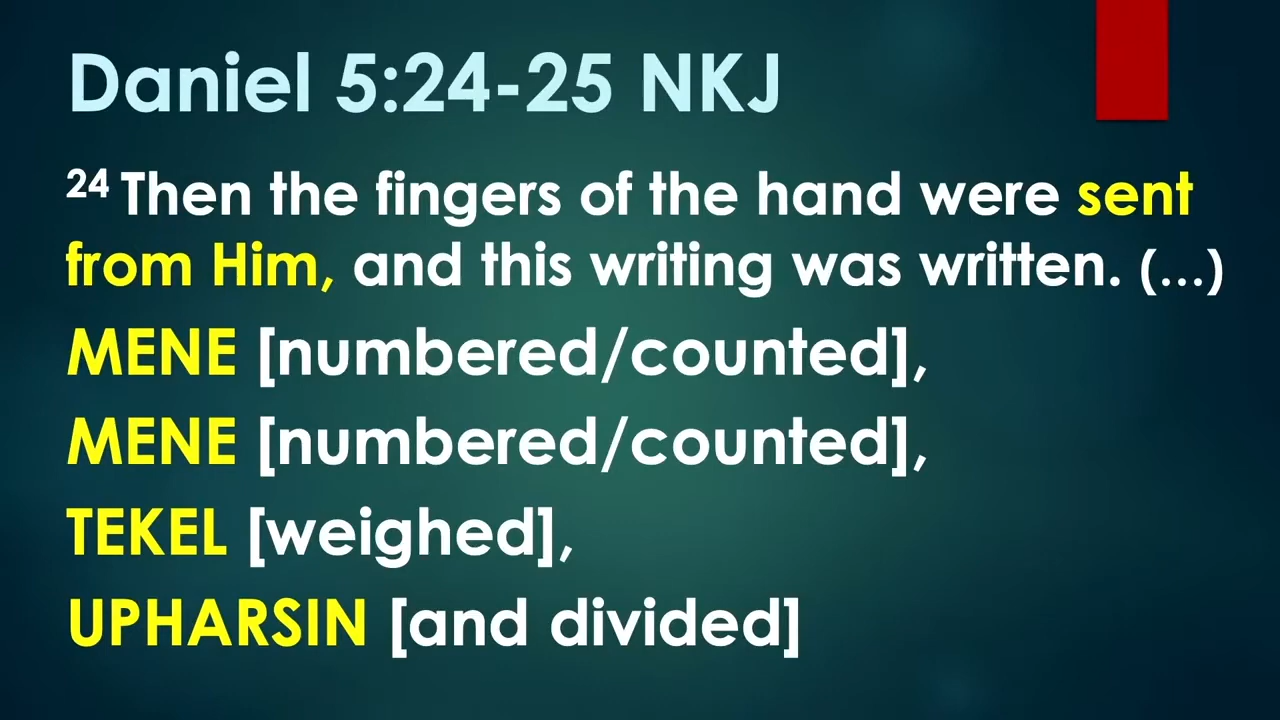 Daniel 5:24-25 NKJ
24 Then the fingers of the hand were sent
from Him, and this writing was written. (...)
MENE [numbered/counted],
MENE [numbered/counted],
TEKEL [weighed],
UPHARSIN [and divided]